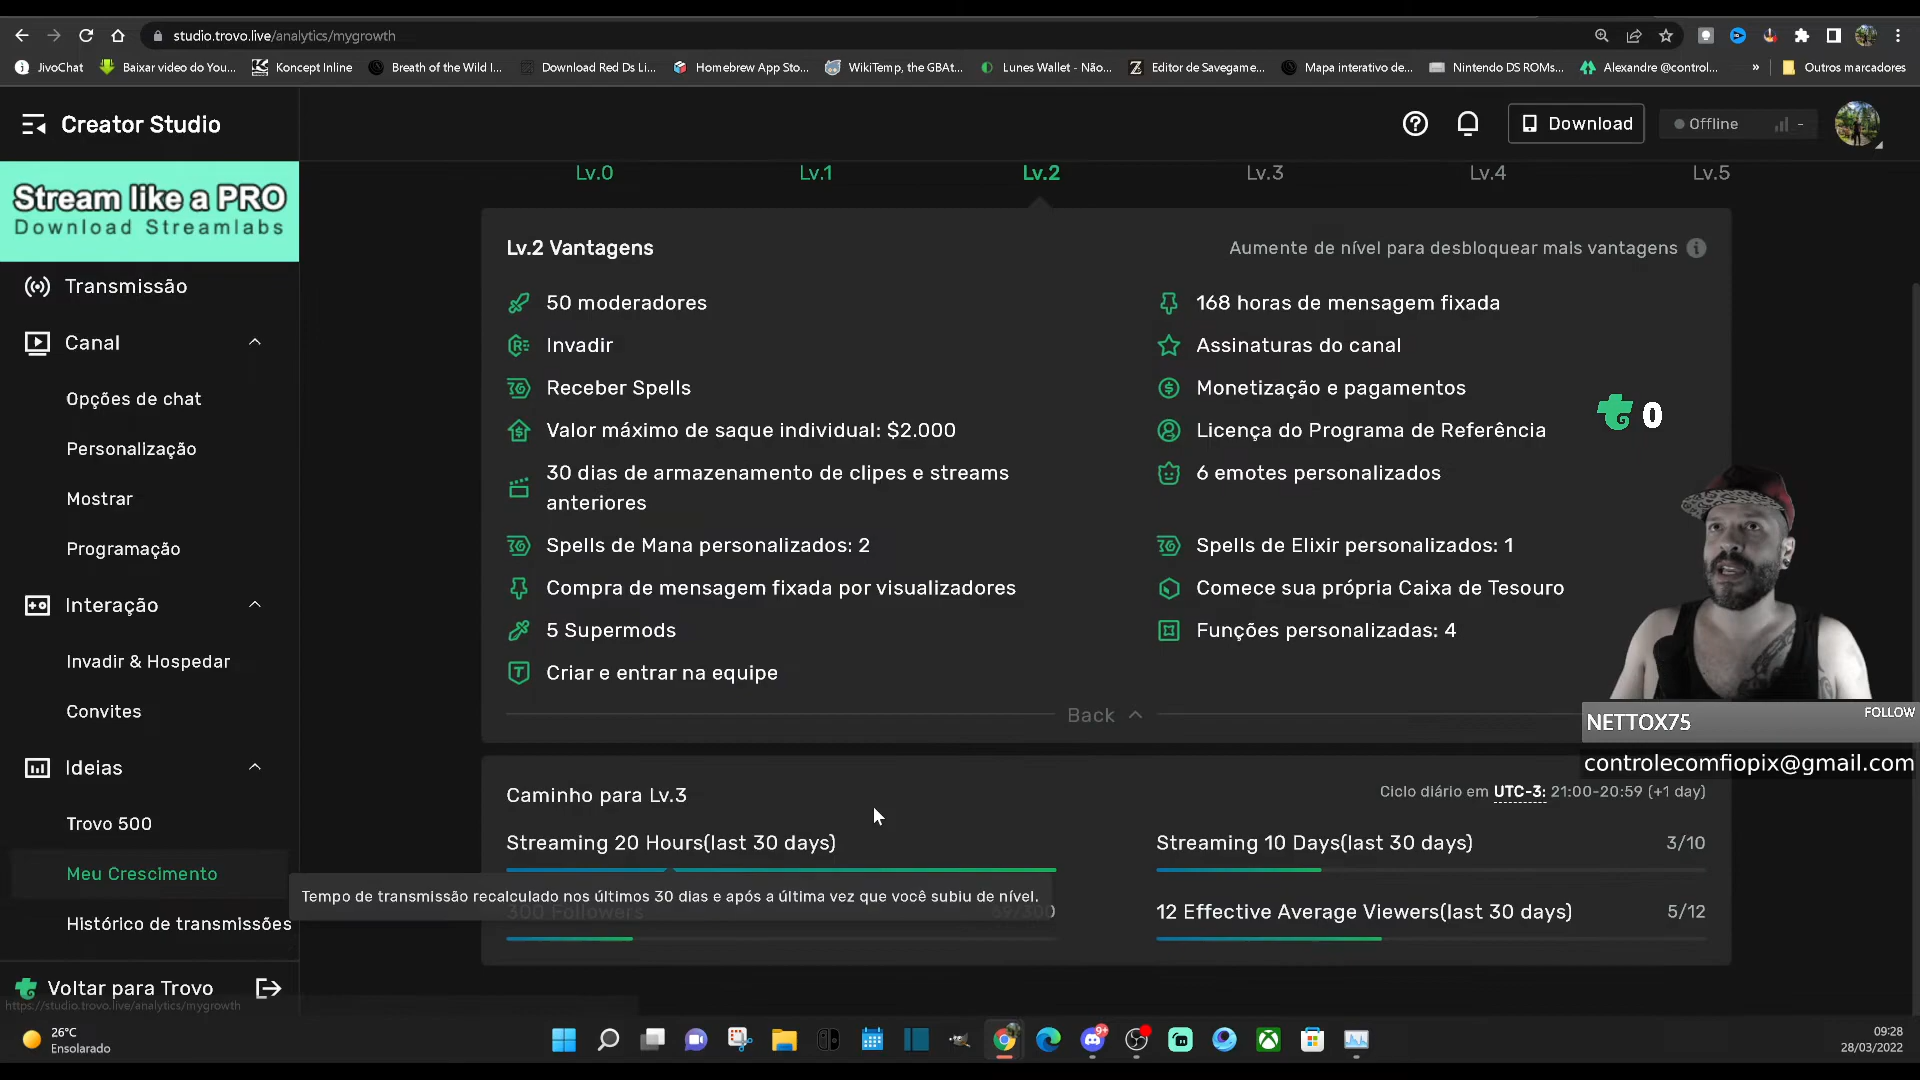 studio.trovo.live/analytics/mygrowth
JivoChat
Baixar video do You...
Koncept Inline
Breath of the Wild I...
Download Red Ds Li...
Homebrew App Sto...
WikiTemp, the GBAt...
Lunes Wallet - Não...
Editor de Savegame...
Mapa interativo de...
Nintendo DS ROMs...
Alexandre @control...
»
Outros marcadores
Creator Studio
Download
Offline
-
Stream like a PRO
Download Streamlabs
Transmissão
Canal
Opções de chat
Personalização
Mostrar
Programação
Interação
Invadir & Hospedar
Convites
Ideias
Trovo 500
Meu Crescimento
Histórico de transmissões
Voltar para Trovo
https://studio.trovo.live/analytics/mygrowth
Lv.0
Lv.1
Lv.2
Lv.3
Lv.4
Lv.5
Lv.2 Vantagens
Aumente de nível para desbloquear mais vantagens
50 moderadores
168 horas de mensagem fixada
Invadir
Assinaturas do canal
Receber Spells
Monetização e pagamentos
Valor máximo de saque individual: $2.000
Licença do Programa de Referência
30 dias de armazenamento de clipes e streams
anteriores
6 emotes personalizados
Spells de Mana personalizados: 2
Spells de Elixir personalizados: 1
Compra de mensagem fixada por visualizadores
Comece sua própria Caixa de Tesouro
5 Supermods
Funções personalizadas: 4
Criar e entrar na equipe
Back
0
NETTOX75
FOLLOW
controlecomfiopix@gmail.com
Caminho para Lv.3
Ciclo diário em UTC-3: 21:00-20:59 (+1 day)
Streaming 20 Hours(last 30 days)
Streaming 10 Days(last 30 days)
3/10
Tempo de transmissão recalculado nos últimos 30 dias e após a última vez que você subiu de nível.
300 Followers
69/300
12 Effective Average Viewers(last 30 days)
5/12
26°C
Ensolarado
9+
09:28
28/03/2022